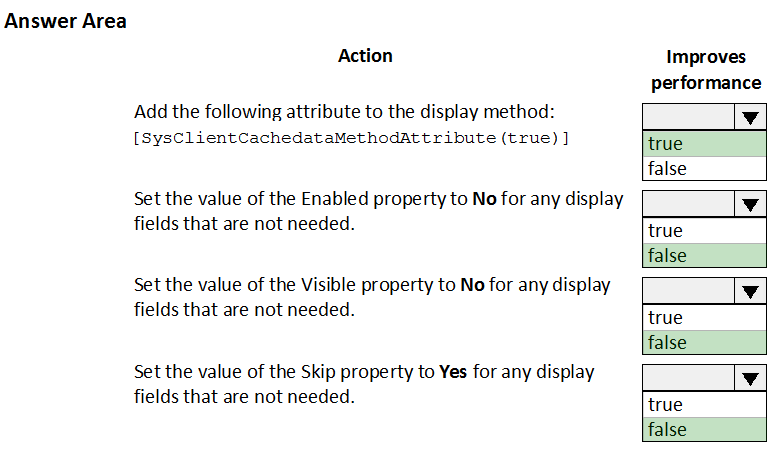 Answer Area
Action
Improves
performance
Add the following attribute to the display method:
[SysClientCachedataMethodAttribute(true)]
true
false
Set the value of the Enabled property to No for any display
fields that are not needed.
true
false
Set the value of the Visible property to No for any display
fields that are not needed.
true
false
Set the value of the Skip property to Yes for any display
fields that are not needed.
true
false